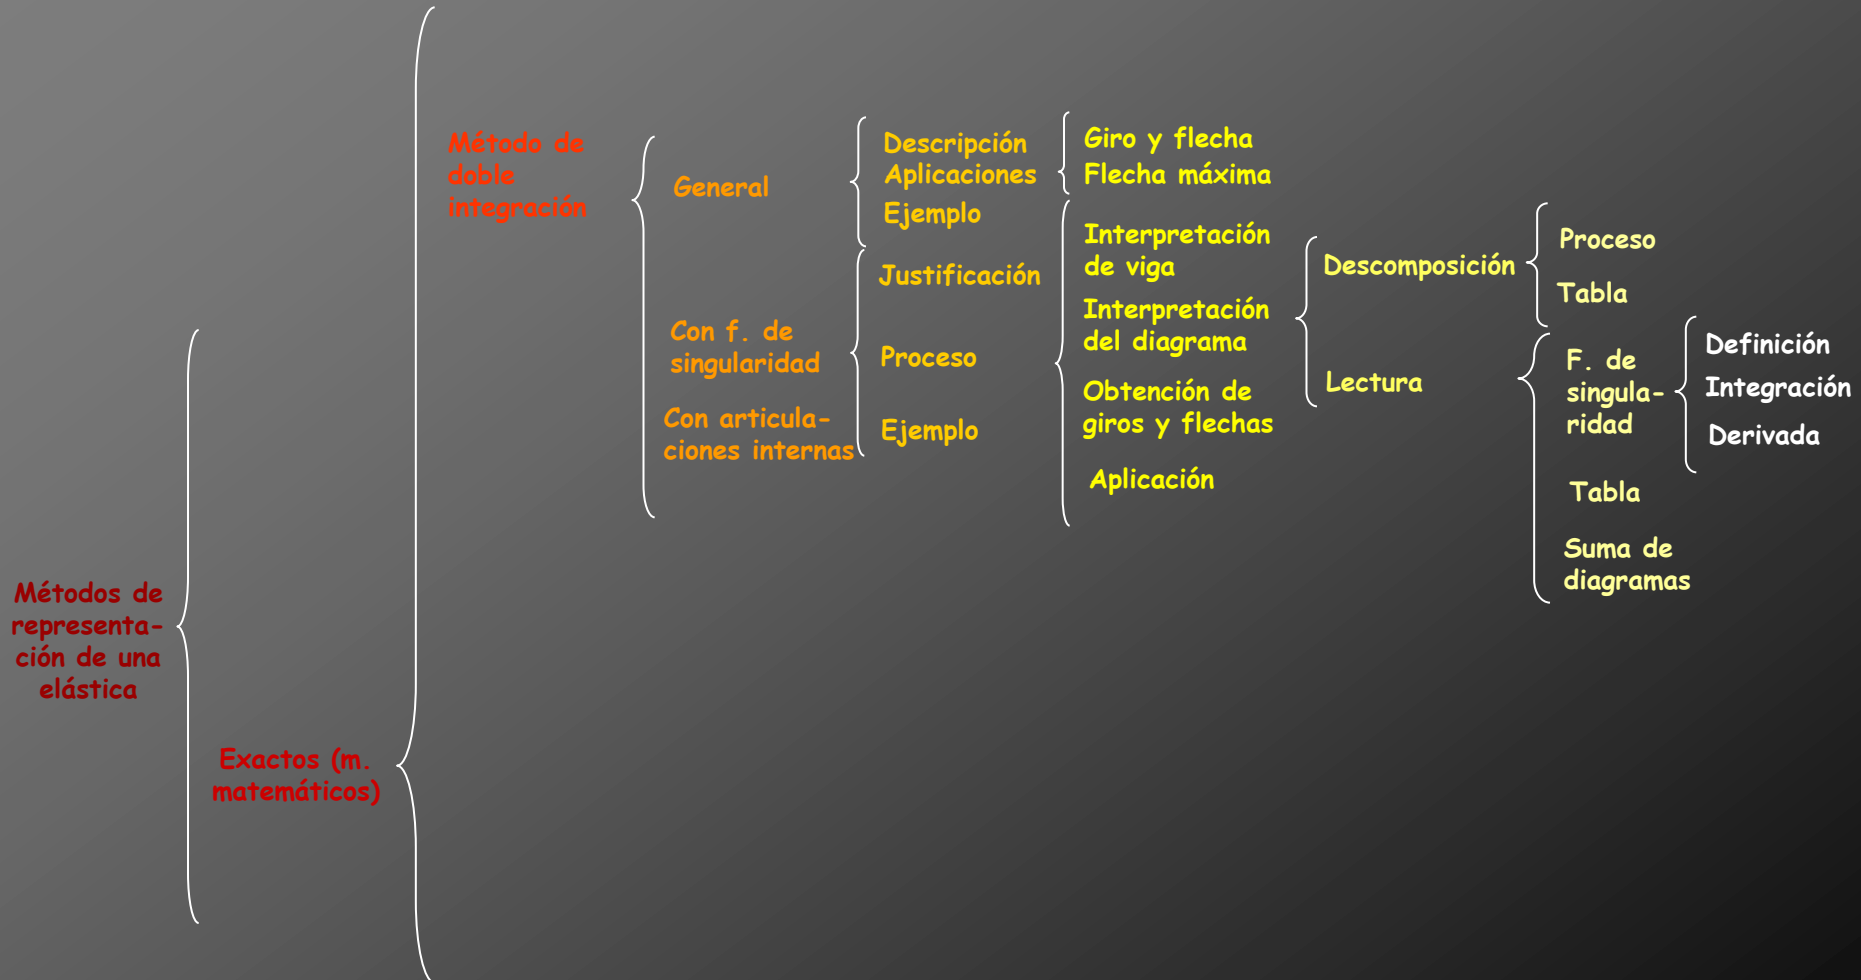 Métodos de
representa-
ción de una
elástica
Exactos (m.
matemáticos)
Método de
doble
integración
General
Con f. de
singularidad
Con articula-
ciones internas
Descripción
Aplicaciones
Ejemplo
Justificación
Proceso
Ejemplo
Giro y flecha
Flecha máxima
Interpretación
de viga
Interpretación
del diagrama
Obtención de
giros y flechas
Aplicación
Descomposición
Lectura
Proceso
Tabla
F. de
singula-
ridad
Tabla
Suma de
diagramas
Definición
Integración
Derivada